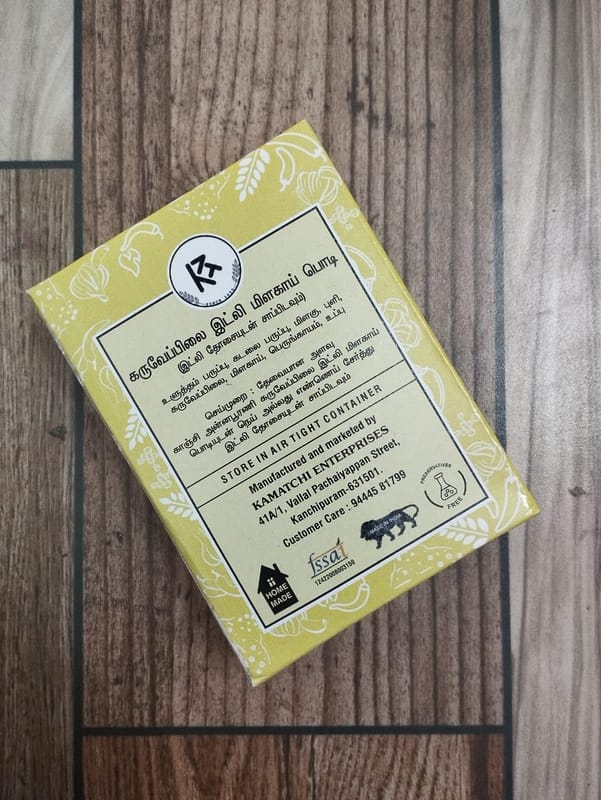 கருவேப்பிலை இட்லி மிளகாய் பொடி
(இட்லி தோசையுடன் சாப்பிடவும்)
உளுத்தம் பருப்பு, கடலை பருப்பு, மிளகு, புளி,
கருவேப்பிலை, மிளகாய், பெருங்காயம், உப்பு
செய்முறை : தேவையான அளவு
காஞ்சி அன்னபூரணி கருவேப்பிலை இட்லி மிளகாய்
பொடியுடன் நெய் அல்லது எண்ணெய் சேர்த்து
இட்லி தோசையுடன் சாப்பிடவும்
STORE IN AIR TIGHT CONTAINER
Manufactured and marketed by
KAMATCHI ENTERPRISES
41A/1, Vallal Pachaiyappan Street,
Kanchipuram-631501.
Customer Care : 94445 81799
PRESERVATIVES
FREE
MADE IN INDIA
fssai
12422008003150
HOME
MADE